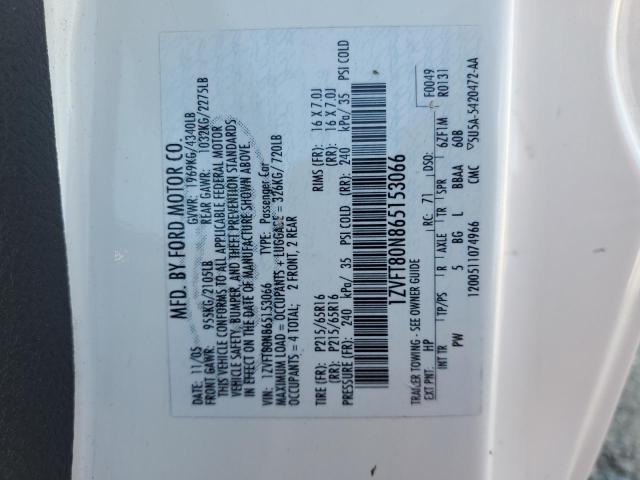 MFD. BY FORD MOTOR CO.
DATE: 11/05 GVWR: 1969KG/4340LB
FRONT GAWR: 955KG/2105LB REAR GAWR: 1032KG/2275LB
THIS VEHICLE CONFORMS TO ALL APPLICABLE FEDERAL MOTOR
VEHICLE SAFETY, BUMPER, AND THEFT PREVENTION STANDARDS
IN EFFECT ON THE DATE OF MANUFACTURE SHOWN ABOVE.
VIN: 1ZVFT80N865153066 TYPE: Passenger Car
MAXIMUM LOAD = OCCUPANTS + LUGGAGE = 326KG/720LB
OCCUPANTS = 4 TOTAL; 2 FRONT, 2 REAR
TIRE (FR): P215/65R16 RIMS (FR): 16 X 7.0J
(RR): P215/65R16 (RR): 16 X 7.0J
PRESSURE (FR): 240 kPa/ 35 PSI COLD (RR): 240 kPa/ 35 PSI COLD
1ZVFT80N865153066
TRAILER TOWING - SEE OWNER GUIDE F0049
EXT PNT: HP RC: 71 DSO: R0131
INT TR TP/PS R AXLE TR SPR 6ZF1M
PW 5 BG L BBAA 60B
1200511074966 CMC 5U5A-5420472-AA